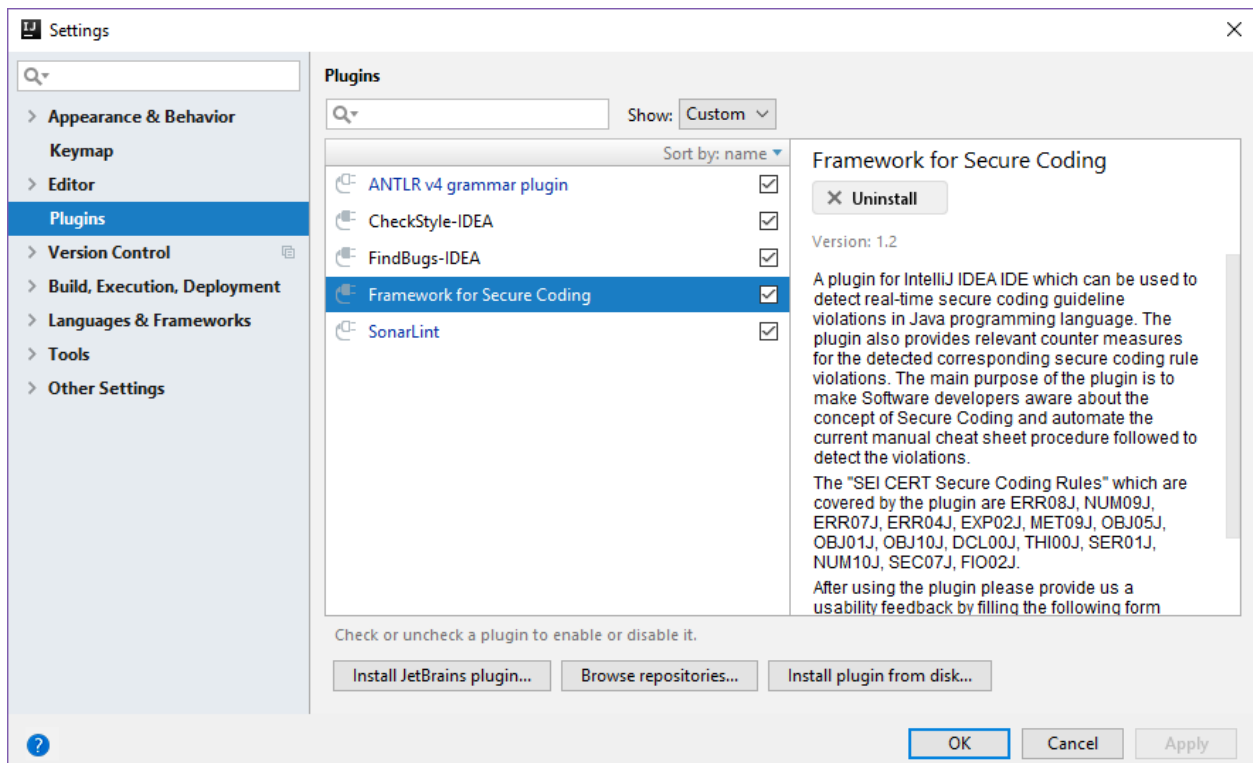 Settings
Plugins
Appearance & Behavior
Keymap
Editor
Plugins
Version Control
Build, Execution, Deployment
Languages & Frameworks
Tools
Other Settings
Show: Custom
Sort by: name
ANTLR v4 grammar plugin
CheckStyle-IDEA
FindBugs-IDEA
Framework for Secure Coding
SonarLint
Framework for Secure Coding
Uninstall
Version: 1.2
A plugin for IntelliJ IDEA IDE which can be used to
detect real-time secure coding guideline
violations in Java programming language. The
plugin also provides relevant counter measures
for the detected corresponding secure coding rule
violations. The main purpose of the plugin is to
make Software developers aware about the
concept of Secure Coding and automate the
current manual cheat sheet procedure followed to
detect the violations.
The "SEI CERT Secure Coding Rules" which are
covered by the plugin are ERR08J, NUM09J,
ERR07J, ERR04J, EXP02J, MET09J, OBJ05J,
OBJ01J, OBJ10J, DCL00J, THI00J, SER01J,
NUM10J, SEC07J, FIO02J.
After using the plugin please provide us a
usability feedback by filling the following form
Check or uncheck a plugin to enable or disable it.
Install JetBrains plugin...
Browse repositories...
Install plugin from disk...
?
OK
Cancel
Apply